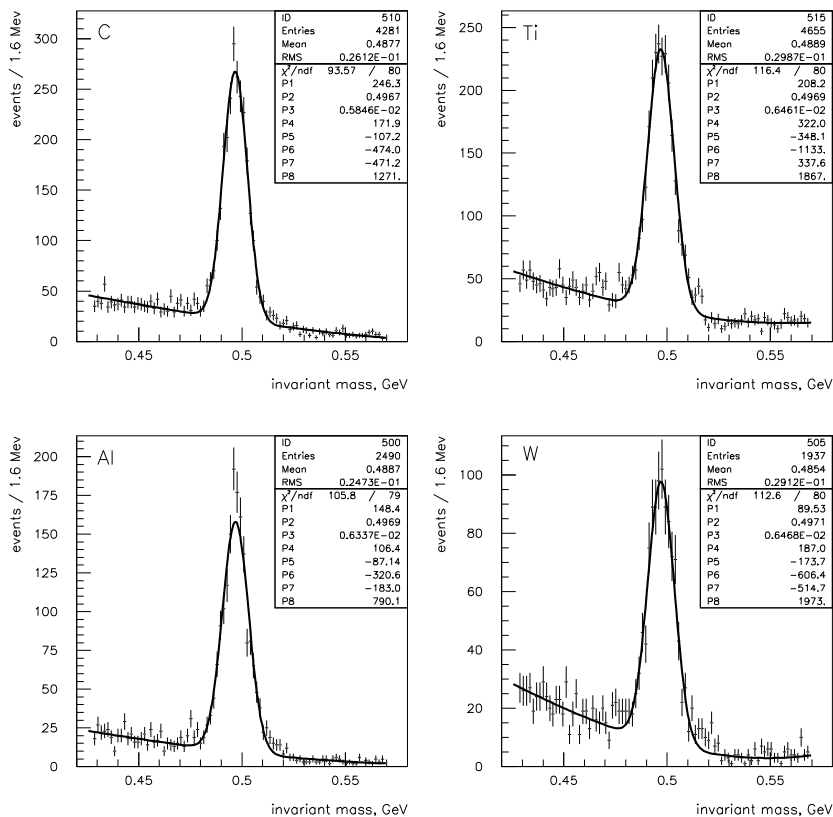 C
events / 1.6 Mev
ID 510
Entries 4281
Mean 0.4877
RMS 0.2612E-01
χ²/ndf 93.57 / 80
P1 246.3
P2 0.4967
P3 0.5846E-02
P4 171.9
P5 -107.2
P6 -474.0
P7 -471.2
P8 1271.
300
250
200
150
100
50
0
0.45 0.5 0.55
invariant mass, GeV
Ti
events / 1.6 Mev
ID 515
Entries 4655
Mean 0.4889
RMS 0.2987E-01
χ²/ndf 116.4 / 80
P1 208.2
P2 0.4969
P3 0.6461E-02
P4 322.0
P5 -348.1
P6 -1133.
P7 337.6
P8 1867.
250
200
150
100
50
0
0.45 0.5 0.55
invariant mass, GeV
Al
events / 1.6 Mev
ID 500
Entries 2490
Mean 0.4887
RMS 0.2473E-01
χ²/ndf 105.8 / 79
P1 148.4
P2 0.4969
P3 0.6337E-02
P4 106.4
P5 -87.14
P6 -320.6
P7 -183.0
P8 790.1
200
175
150
125
100
75
50
25
0
0.45 0.5 0.55
invariant mass, GeV
W
events / 1.6 Mev
ID 505
Entries 1937
Mean 0.4854
RMS 0.2912E-01
χ²/ndf 112.6 / 80
P1 89.53
P2 0.4971
P3 0.6468E-02
P4 187.0
P5 -173.7
P6 -606.4
P7 -514.7
P8 1973.
100
80
60
40
20
0
0.45 0.5 0.55
invariant mass, GeV